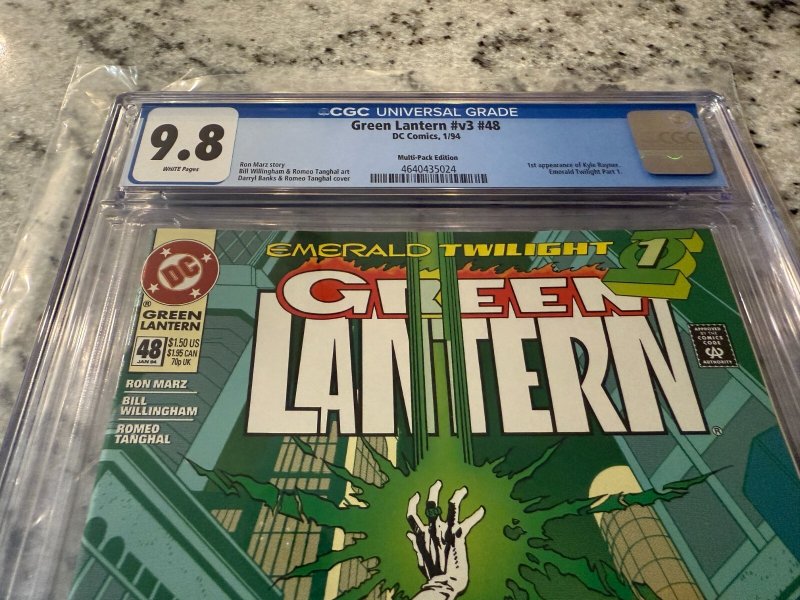 CGC UNIVERSAL GRADE
9.8
WHITE Pages
Green Lantern #v3 #48
DC Comics, 1/94
Multi-Pack Edition
Ron Marz story
Bill Willingham & Romeo Tanghal art
Darryl Banks & Romeo Tanghal cover
4640435024
1st appearance of Kyle Rayner.
Emerald Twilight Part 1.
CGC
DC
®
GREEN
LANTERN
48
JAN 94
$1.50 US
$1.95 CAN
70p UK
RON MARZ
BILL
WILLINGHAM
ROMEO
TANGHAL
EMERALD TWILIGHT
1
GREEN
LANTERN
®
APPROVED
BY THE
COMICS
CODE
CA
AUTHORITY